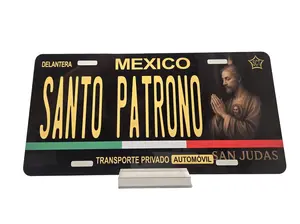 DELANTERA MEXICO
SANTO PATRONO
TRANSPORTE PRIVADO AUTOMÓVIL
SAN JUDAS